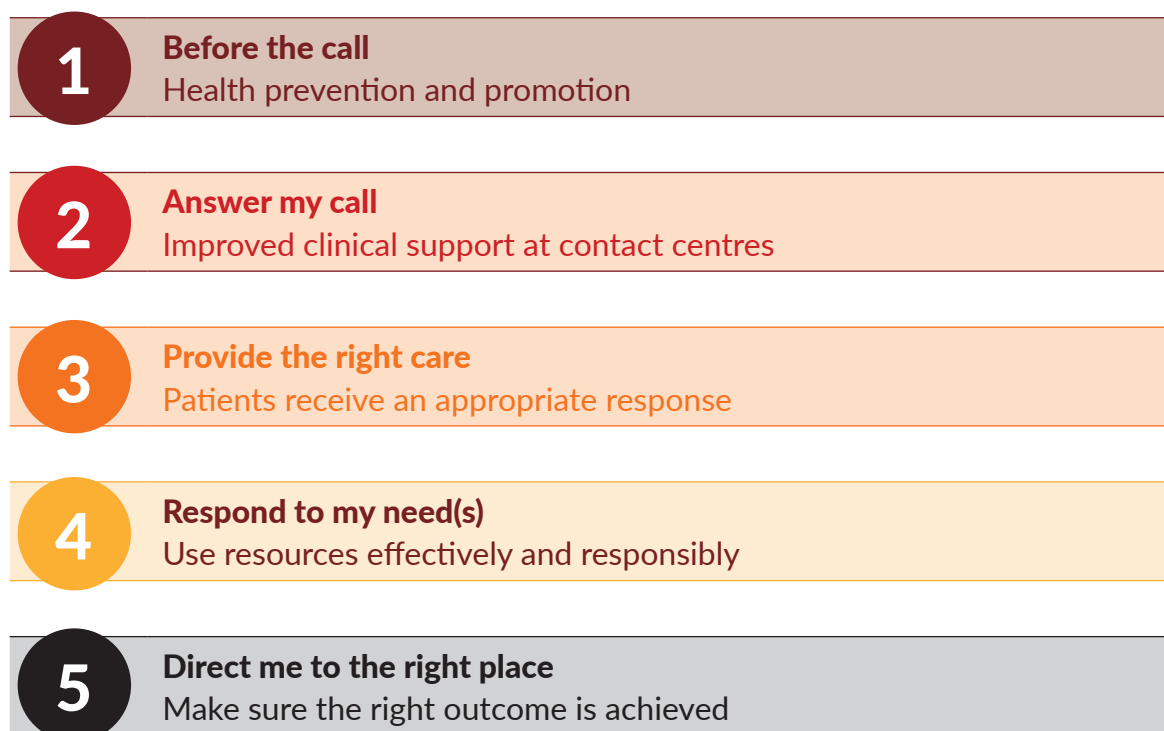 1
Before the call
Health prevention and promotion
2
Answer my call
Improved clinical support at contact centres
3
Provide the right care
Patients receive an appropriate response
4
Respond to my need(s)
Use resources effectively and responsibly
5
Direct me to the right place
Make sure the right outcome is achieved